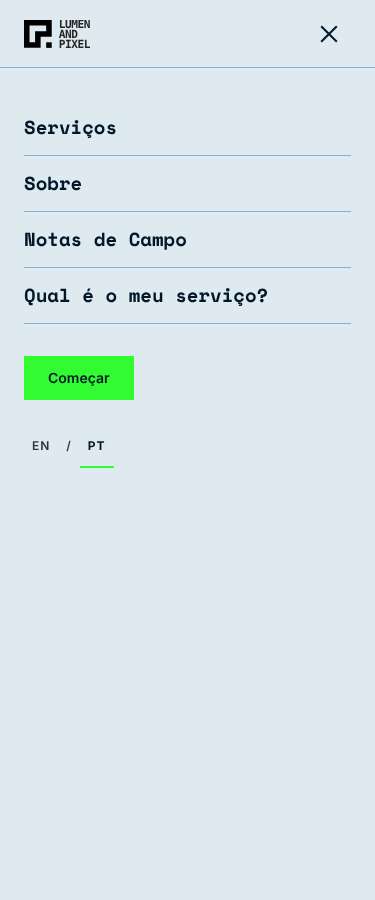 LUMEN
AND
PIXEL
Serviços
Sobre
Notas de Campo
Qual é o meu serviço?
Começar
EN / PT